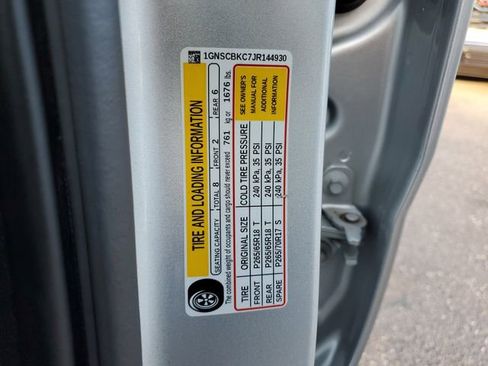 1GNSCBKC7JR144930
TIRE AND LOADING INFORMATION
SEATING CAPACITY TOTAL 8 FRONT 2 REAR 6
The combined weight of occupants and cargo should never exceed 761 kg or 1676 lbs.
TIRE ORIGINAL SIZE COLD TIRE PRESSURE
FRONT P265/65R18 T 240 kPa, 35 PSI
REAR P265/65R18 T 240 kPa, 35 PSI
SPARE P265/70R17 S 240 kPa, 35 PSI
SEE OWNER'S
MANUAL FOR
ADDITIONAL
INFORMATION